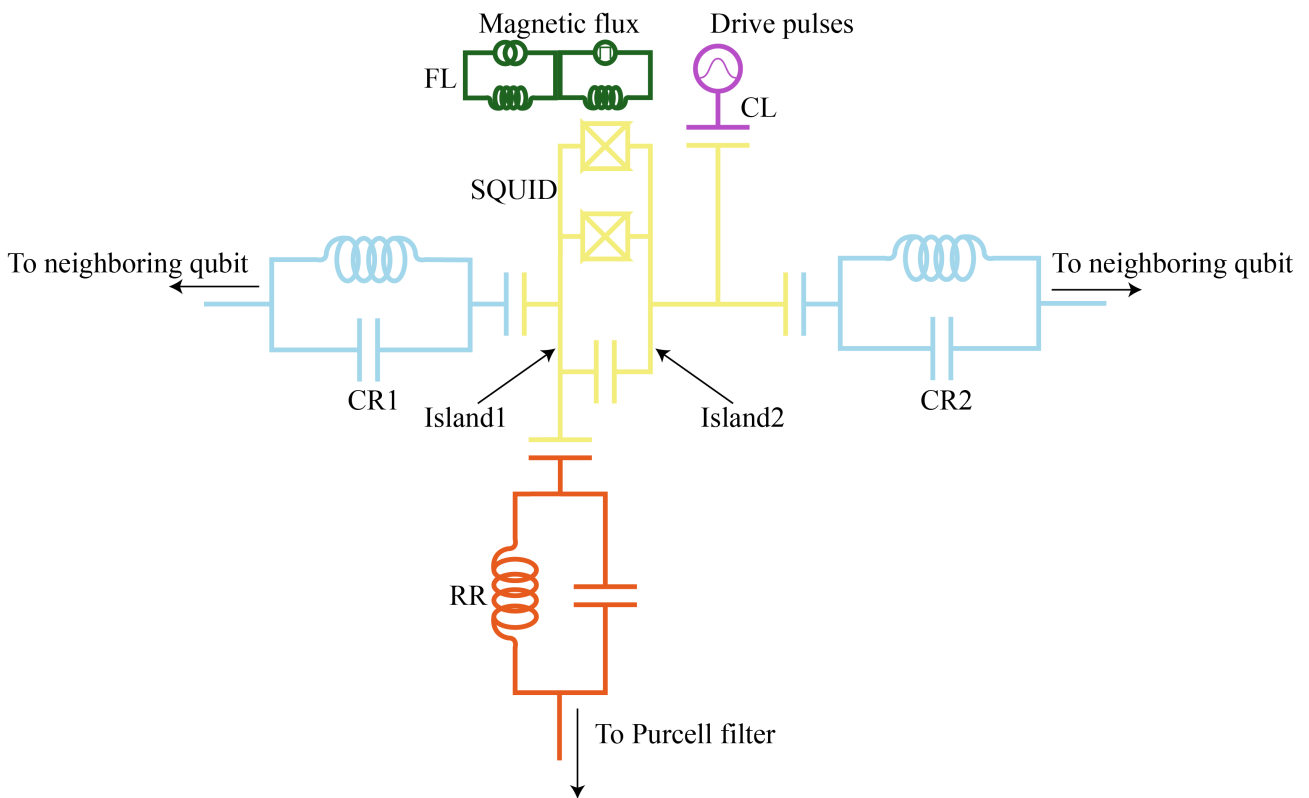 Magnetic flux
Drive pulses
FL
CL
SQUID
To neighboring qubit
To neighboring qubit
CR1
Island1
Island2
CR2
RR
To Purcell filter